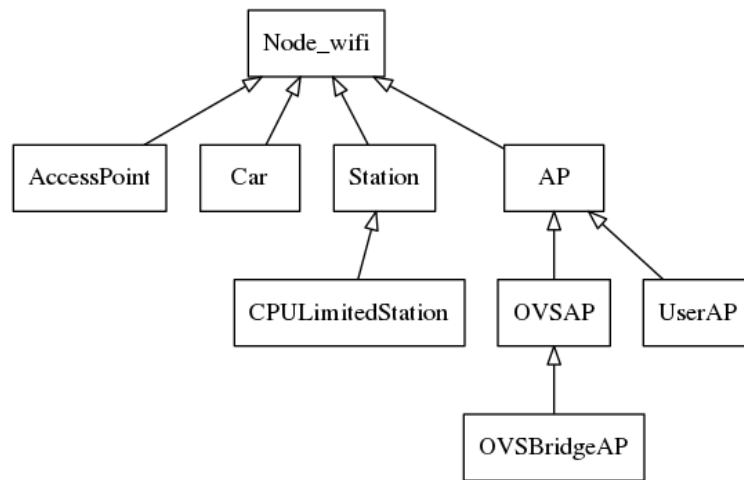 Node_wifi
AccessPoint
Car
Station
AP
CPULimitedStation
OVSAP
UserAP
OVSBridgeAP